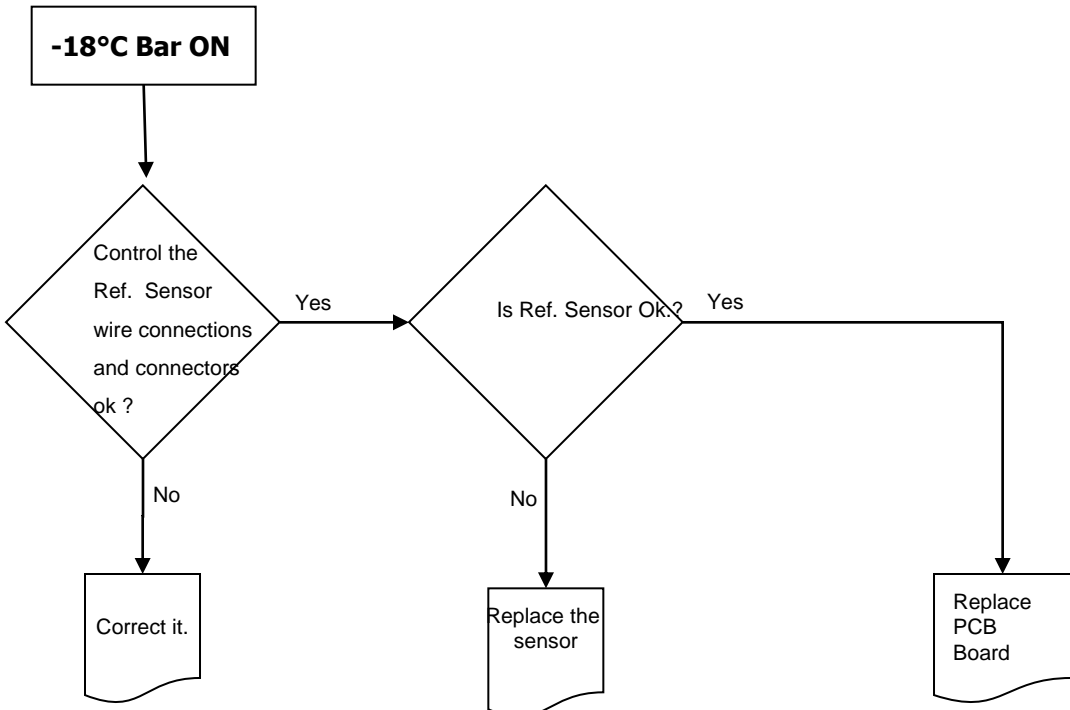 -18°C Bar ON
Control the
Ref. Sensor
wire connections
and connectors
ok ?
Yes
No
Correct it.
Is Ref. Sensor Ok.?
Yes
No
Replace the
sensor
Replace
PCB
Board